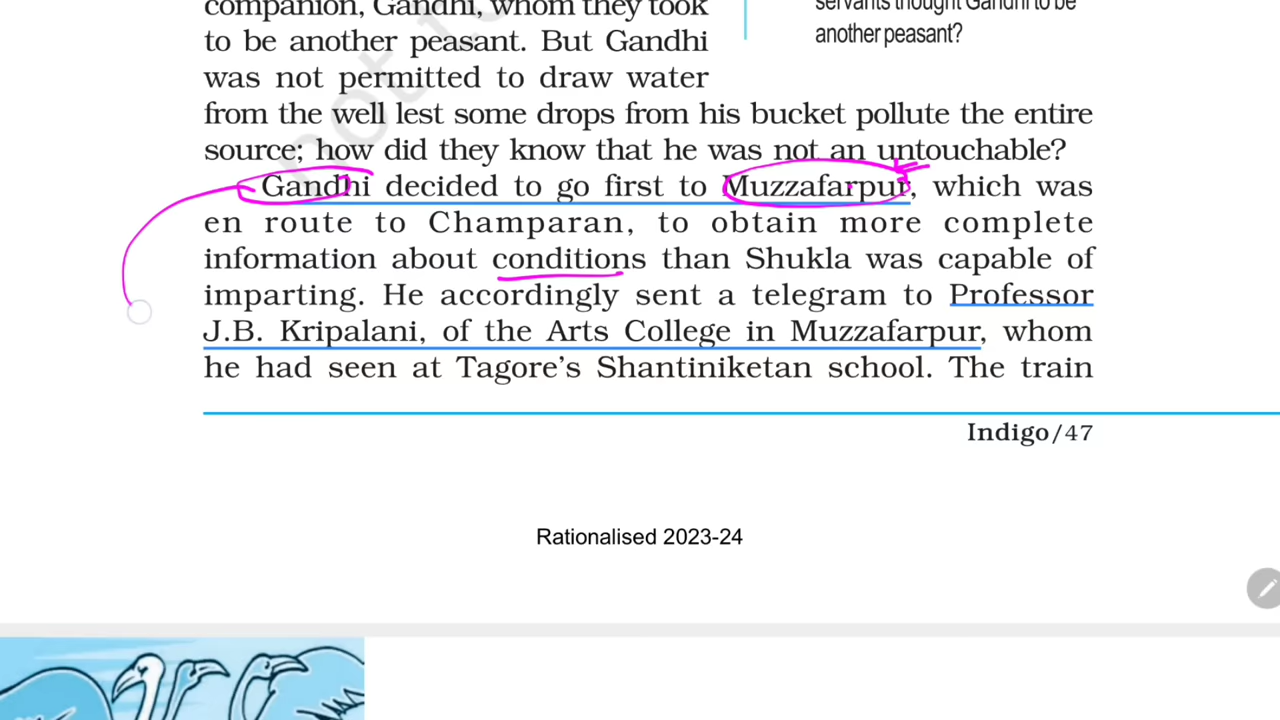 companion, Gandhi, whom they took
to be another peasant. But Gandhi
was not permitted to draw water
from the well lest some drops from his bucket pollute the entire
source; how did they know that he was not an untouchable?
Gandhi decided to go first to Muzzafarpur, which was
en route to Champaran, to obtain more complete
information about conditions than Shukla was capable of
imparting. He accordingly sent a telegram to Professor
J.B. Kripalani, of the Arts College in Muzzafarpur, whom
he had seen at Tagore's Shantiniketan school. The train
servants thought Gandhi to be
another peasant?
not to
Indigo/47
Rationalised 2023-24